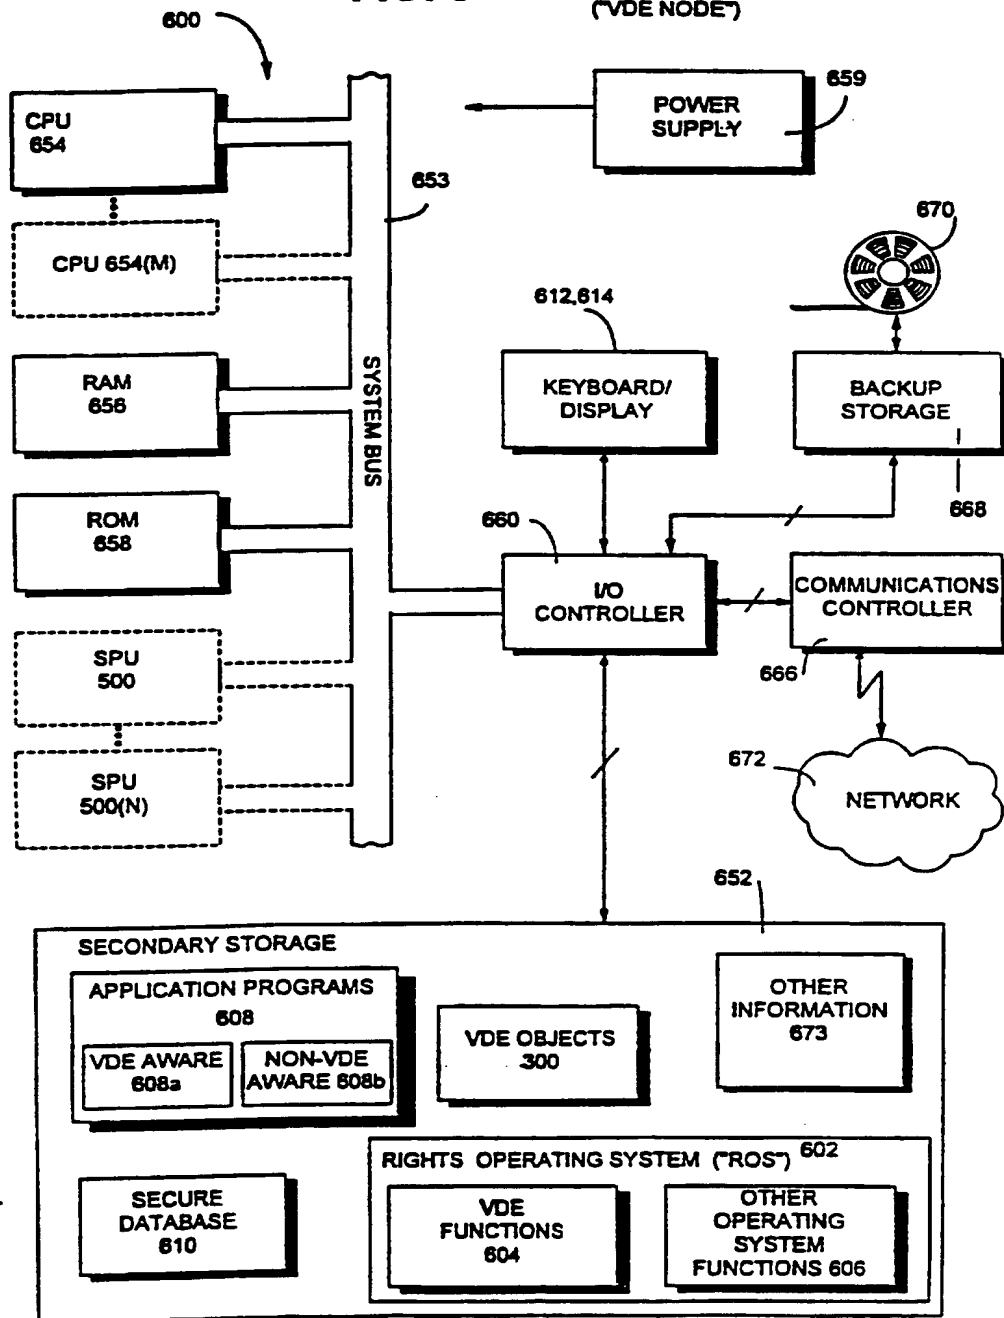 ("VDE NODE")
600
CPU
654
POWER
SUPPLY
659
653
CPU 654(M)
670
612,614
RAM
656
SYSTEM BUS
KEYBOARD/
DISPLAY
BACKUP
STORAGE
668
ROM
658
660
I/O
CONTROLLER
COMMUNICATIONS
CONTROLLER
666
SPU
500
SPU
500(N)
672
NETWORK
652
SECONDARY STORAGE
APPLICATION PROGRAMS
608
VDE AWARE
608a
NON-VDE
AWARE 608b
VDE OBJECTS
300
OTHER
INFORMATION
673
SECURE
DATABASE
610
RIGHTS OPERATING SYSTEM ("ROS") 602
VDE
FUNCTIONS
604
OTHER
OPERATING
SYSTEM
FUNCTIONS 606